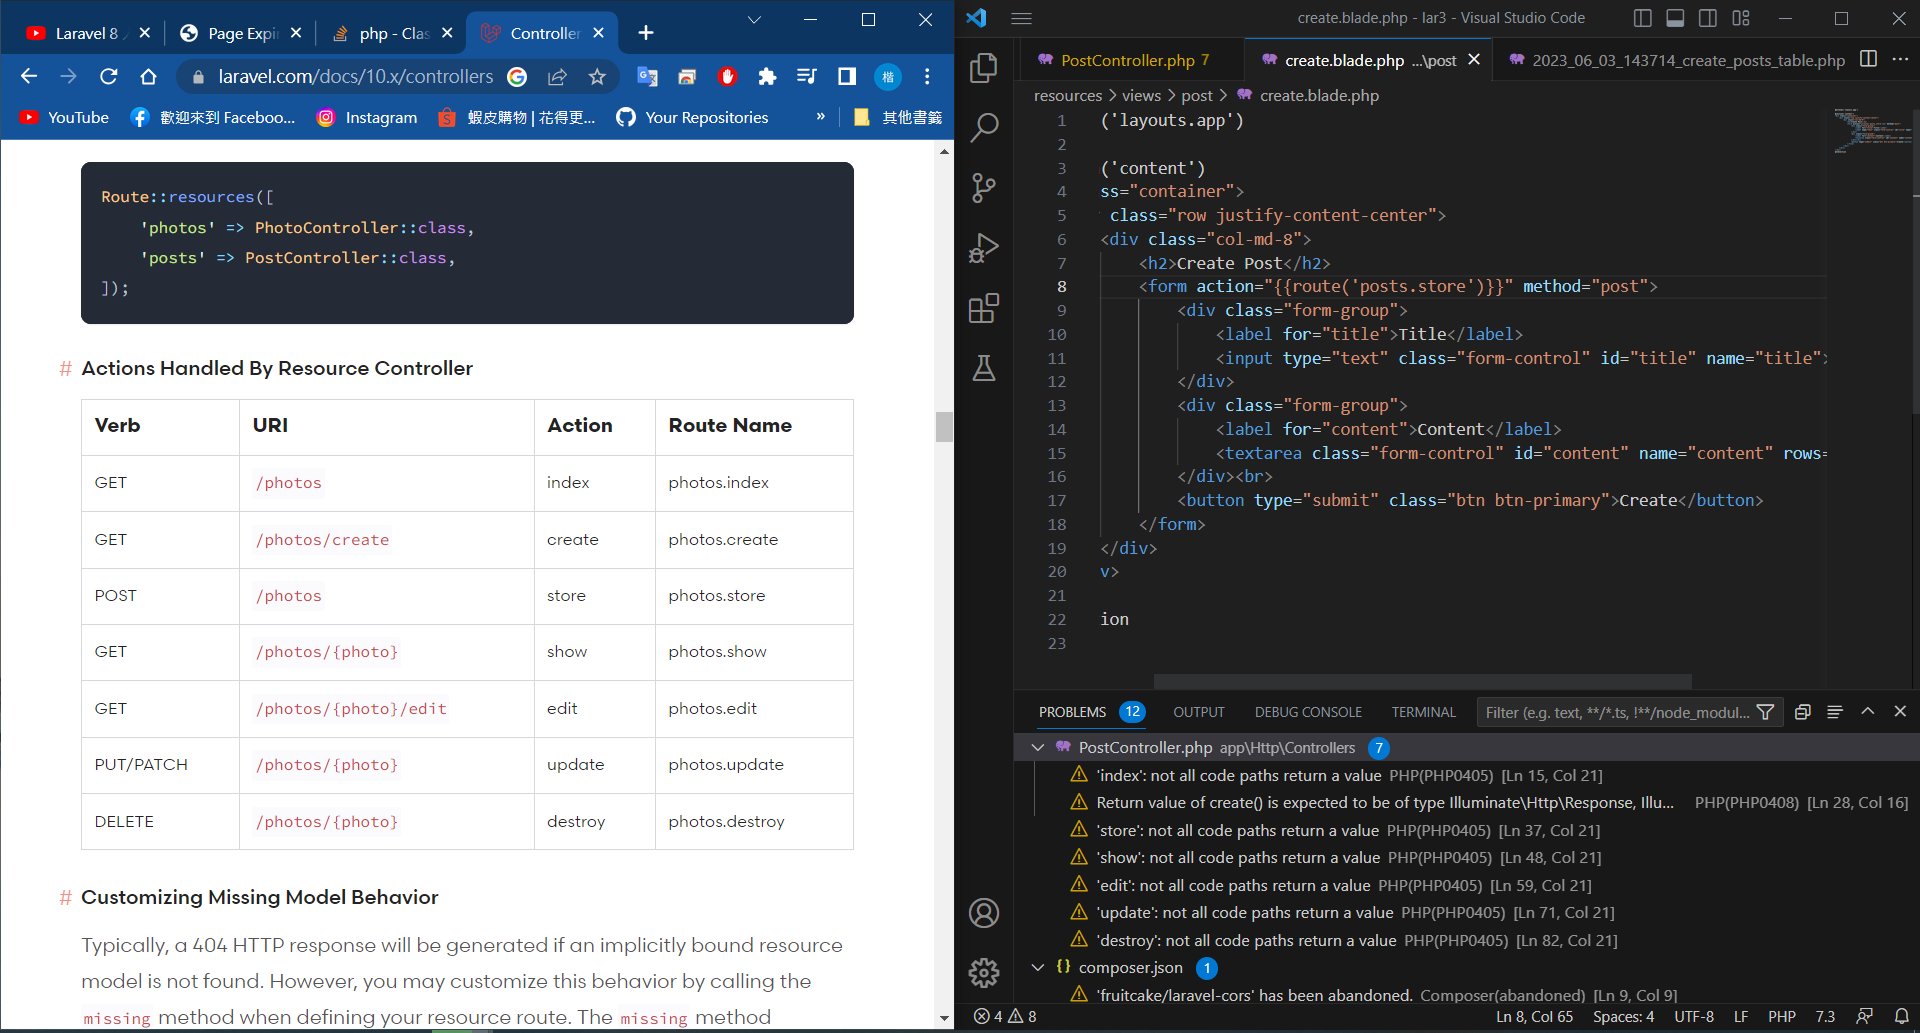 Laravel 8
Page Expi
php - Clas
Controller
laravel.com/docs/10.x/controllers
楷
YouTube
歡迎來到 Faceboo...
Instagram
蝦皮購物 | 花得更...
Your Repositories
»
其他書籤
Route::resources([
'photos' => PhotoController::class,
'posts' => PostController::class,
]);
# Actions Handled By Resource Controller
Verb URI Action Route Name
GET /photos index photos.index
GET /photos/create create photos.create
POST /photos store photos.store
GET /photos/{photo} show photos.show
GET /photos/{photo}/edit edit photos.edit
PUT/PATCH /photos/{photo} update photos.update
DELETE /photos/{photo} destroy photos.destroy
# Customizing Missing Model Behavior
Typically, a 404 HTTP response will be generated if an implicitly bound resource
model is not found. However, you may customize this behavior by calling the
missing method when defining your resource route. The missing method
create.blade.php - lar3 - Visual Studio Code
PostController.php 7
create.blade.php ...\post
2023_06_03_143714_create_posts_table.php
resources > views > post > create.blade.php
1 ('layouts.app')
2
3 ('content')
4 ss="container">
5 class="row justify-content-center">
6 <div class="col-md-8">
7 <h2>Create Post</h2>
8 <form action="{{route('posts.store')}}" method="post">
9 <div class="form-group">
10 <label for="title">Title</label>
11 <input type="text" class="form-control" id="title" name="title">
12 </div>
13 <div class="form-group">
14 <label for="content">Content</label>
15 <textarea class="form-control" id="content" name="content" rows=
16 </div><br>
17 <button type="submit" class="btn btn-primary">Create</button>
18 </form>
19 </div>
20 v>
21
22 ion
23
PROBLEMS 12 OUTPUT DEBUG CONSOLE TERMINAL Filter (e.g. text, **/*.ts, !**/node_modul...
PostController.php app\Http\Controllers 7
'index': not all code paths return a value PHP(PHP0405) [Ln 15, Col 21]
Return value of create() is expected to be of type Illuminate\Http\Response, Illu... PHP(PHP0408) [Ln 28, Col 16]
'store': not all code paths return a value PHP(PHP0405) [Ln 37, Col 21]
'show': not all code paths return a value PHP(PHP0405) [Ln 48, Col 21]
'edit': not all code paths return a value PHP(PHP0405) [Ln 59, Col 21]
'update': not all code paths return a value PHP(PHP0405) [Ln 71, Col 21]
'destroy': not all code paths return a value PHP(PHP0405) [Ln 82, Col 21]
{} composer.json 1
'fruitcake/laravel-cors' has been abandoned. Composer(abandoned) [Ln 9, Col 9]
4 8 Ln 8, Col 65 Spaces: 4 UTF-8 LF PHP 7.3